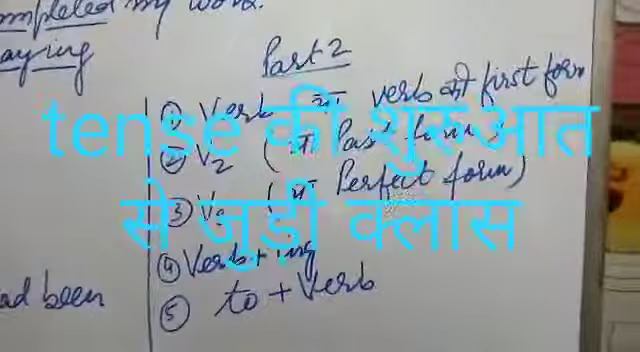 ompleted my work.
aying
Part 2
① Verb या verb की first form
② V₂ (या Past form)
③ V₃ (या Perfect form)
④ Verb + ing
⑤ to + Verb
ad been
tense की शुरुआत
से जुड़ी क्लास